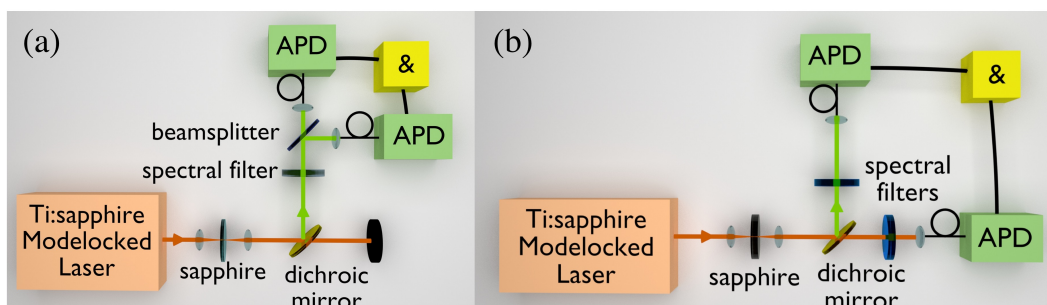 (a)
APD
&
beamsplitter
APD
spectral filter
Ti:sapphire
Modelocked
Laser
sapphire
dichroic
mirror
(b)
APD
&
spectral
filters
Ti:sapphire
Modelocked
Laser
APD
sapphire
dichroic
mirror